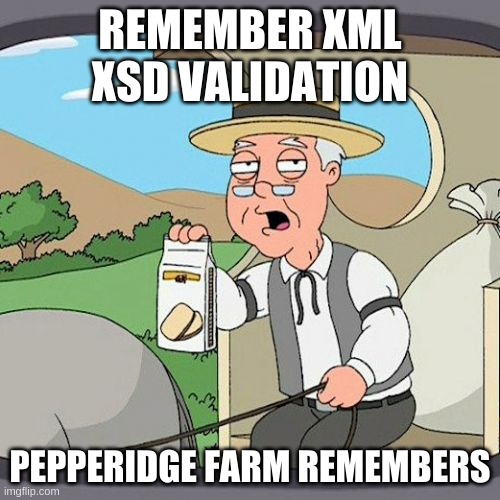 REMEMBER XML
XSD VALIDATION
PEPPERIDGE FARM REMEMBERS
imgflip.com